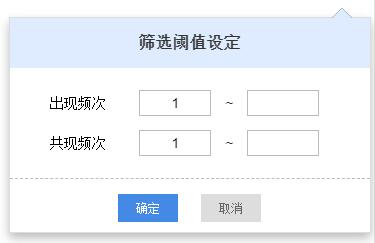 筛选阈值设定
出现频次 1 ~
共现频次 1 ~
确定 取消